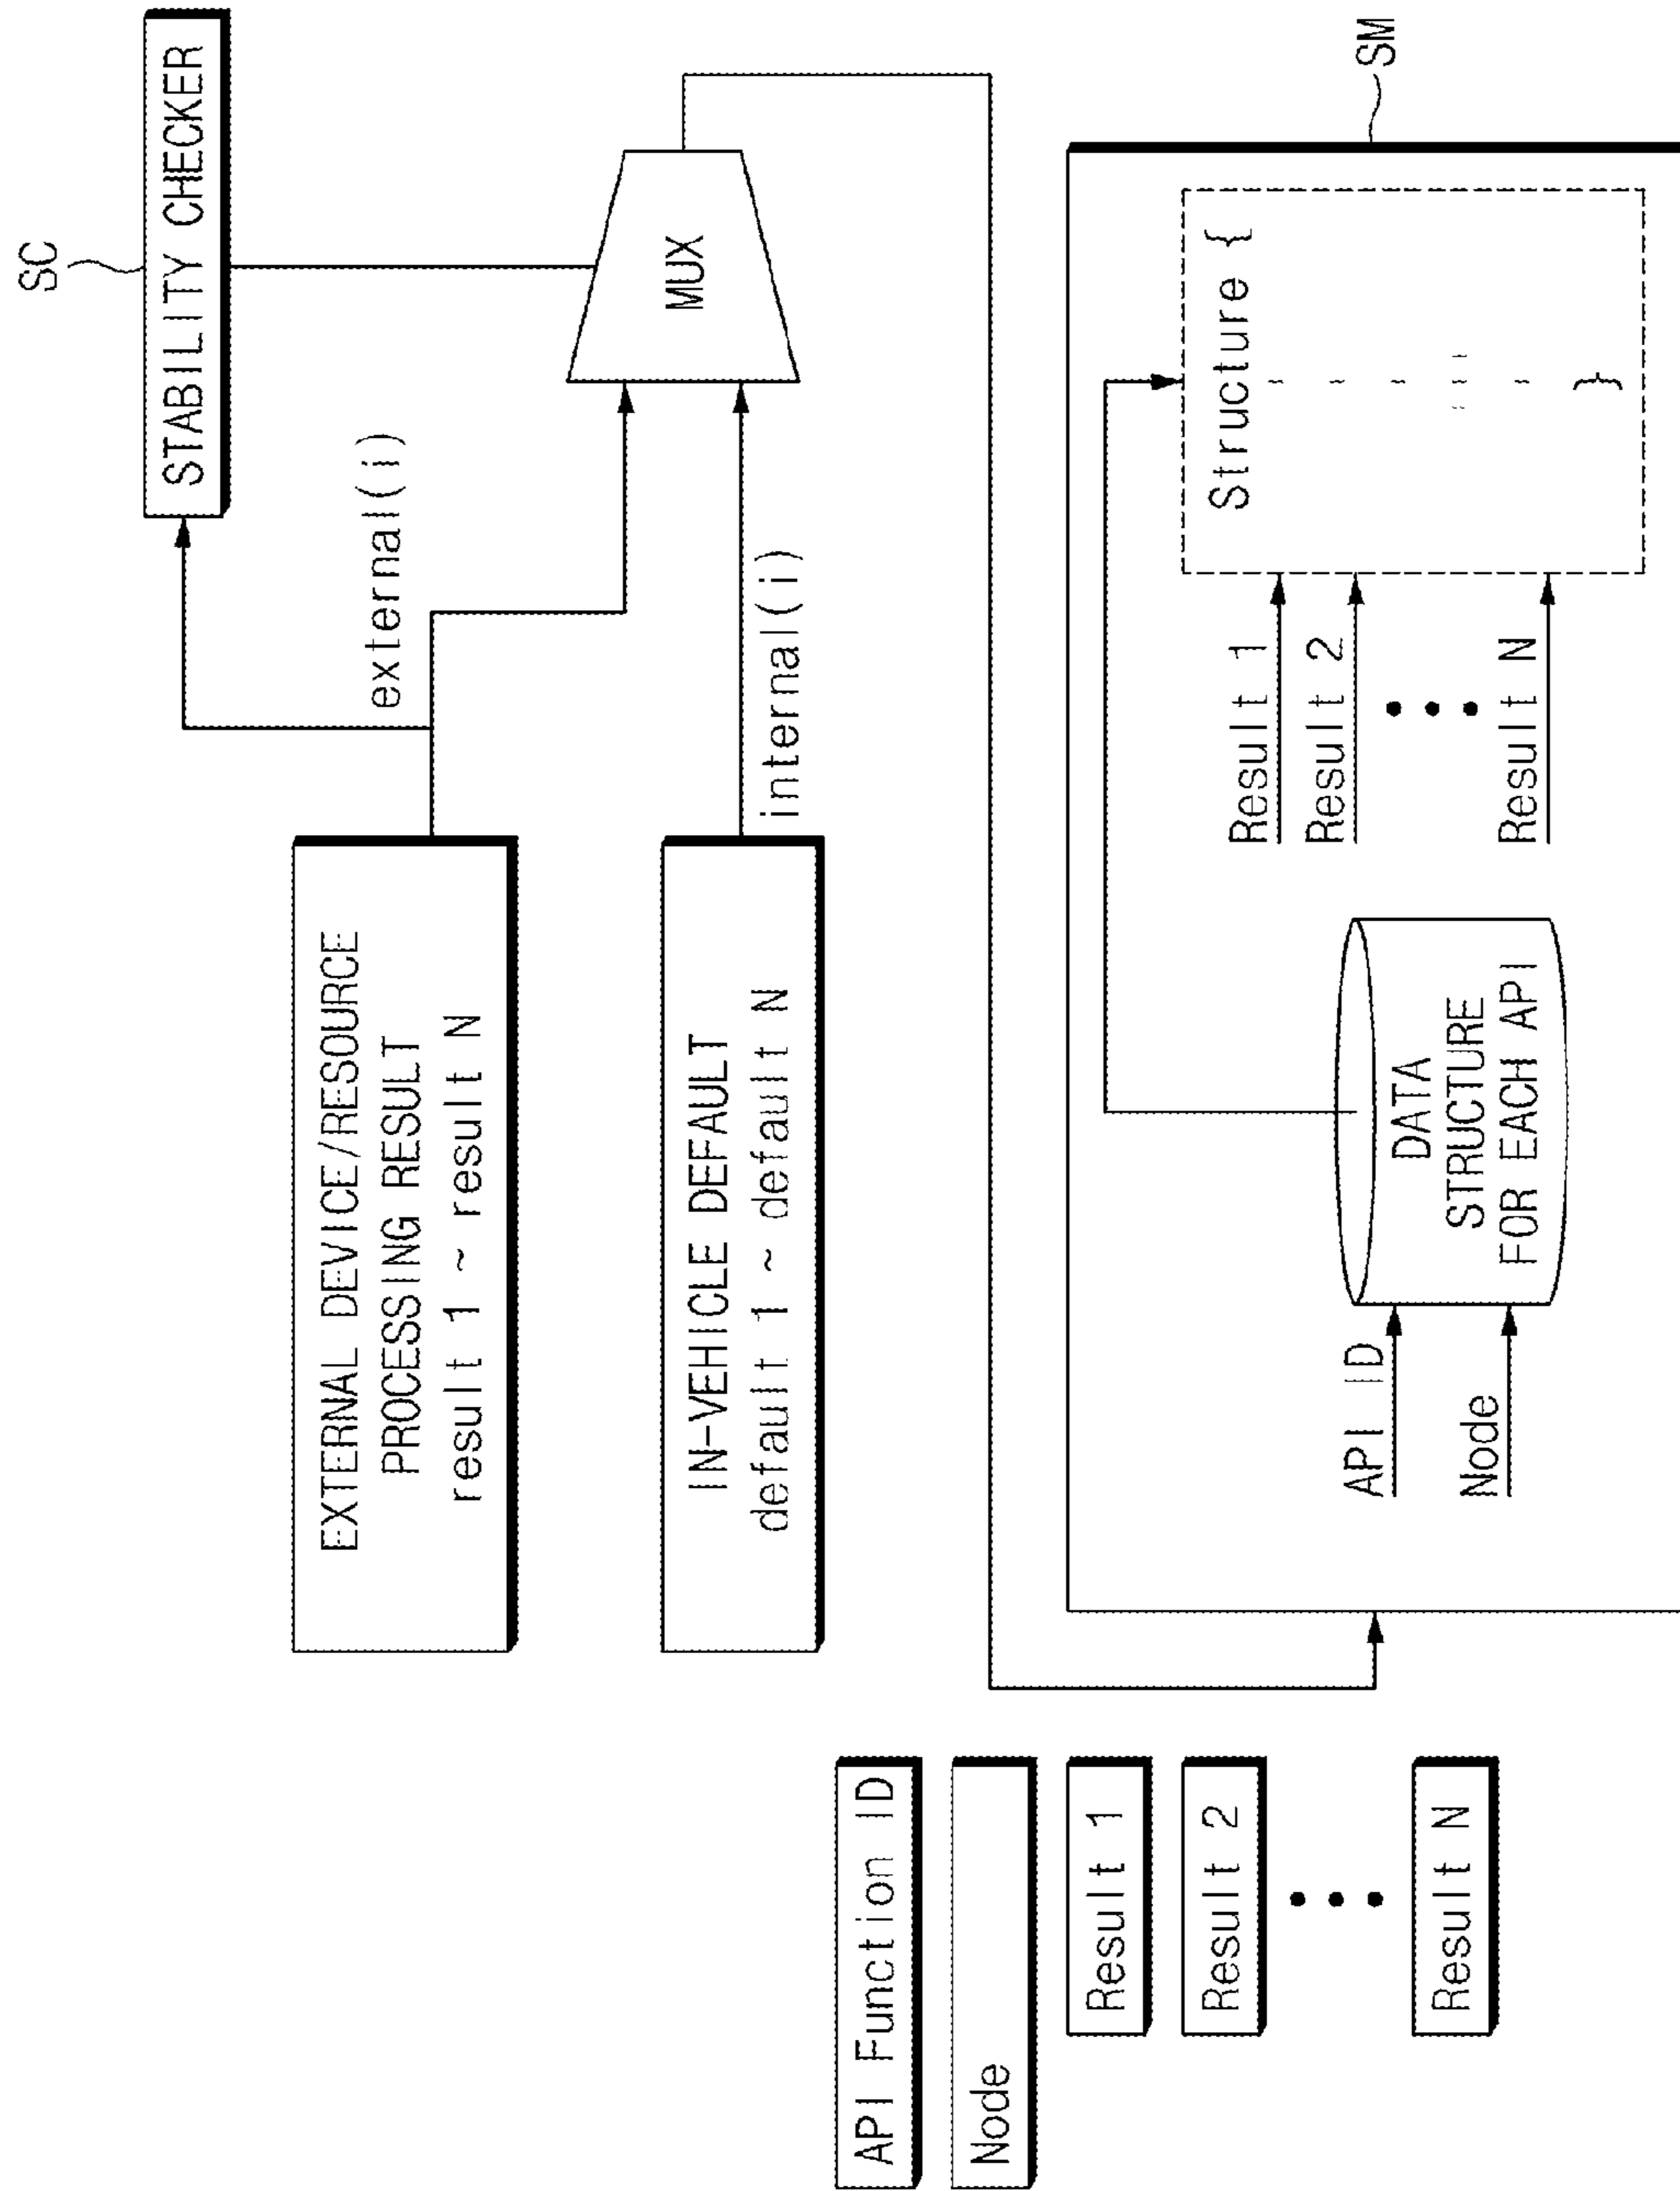 SC
STABILITY CHECKER
EXTERNAL DEVICE/RESOURCE
PROCESSING RESULT
result 1 ~ result N
external(i)
MUX
IN-VEHICLE DEFAULT
default 1 ~ default N
internal(i)
API Function ID
Node
Result 1
Result 2
Result N
SM
API ID
Node
DATA
STRUCTURE
FOR EACH API
Result 1
Result 2
Result N
Structure {
}